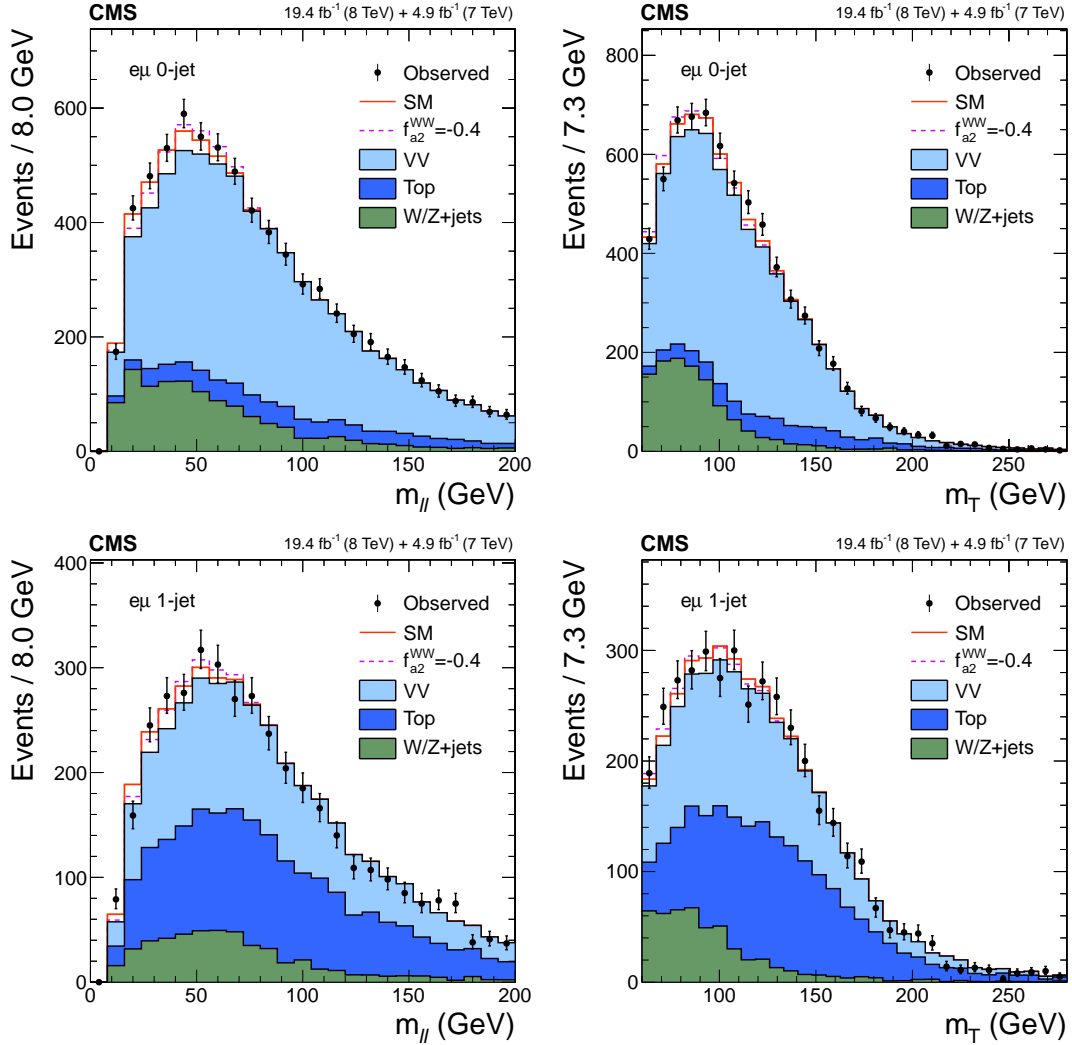 CMS 19.4 fb⁻¹ (8 TeV) + 4.9 fb⁻¹ (7 TeV)
Events / 8.0 GeV
eμ 0-jet
Observed
SM
f_{a2}^{WW}=-0.4
VV
Top
W/Z+jets
0 200 400 600
0 50 100 150 200
m_{ll} (GeV)
CMS 19.4 fb⁻¹ (8 TeV) + 4.9 fb⁻¹ (7 TeV)
Events / 7.3 GeV
eμ 0-jet
Observed
SM
f_{a2}^{WW}=-0.4
VV
Top
W/Z+jets
0 200 400 600 800
100 150 200 250
m_T (GeV)
CMS 19.4 fb⁻¹ (8 TeV) + 4.9 fb⁻¹ (7 TeV)
Events / 8.0 GeV
eμ 1-jet
Observed
SM
f_{a2}^{WW}=-0.4
VV
Top
W/Z+jets
0 100 200 300 400
0 50 100 150 200
m_{ll} (GeV)
CMS 19.4 fb⁻¹ (8 TeV) + 4.9 fb⁻¹ (7 TeV)
Events / 7.3 GeV
eμ 1-jet
Observed
SM
f_{a2}^{WW}=-0.4
VV
Top
W/Z+jets
0 100 200 300
100 150 200 250
m_T (GeV)